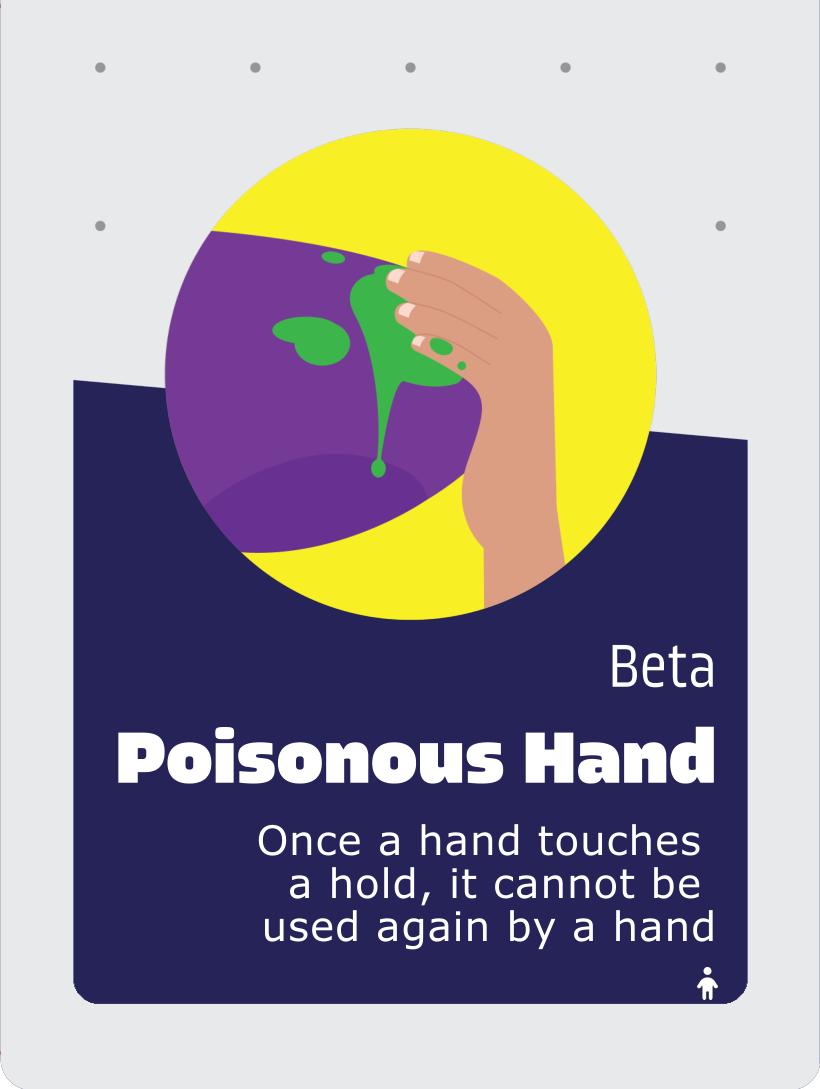 Beta
Poisonous Hand
Once a hand touches
a hold, it cannot be
used again by a hand